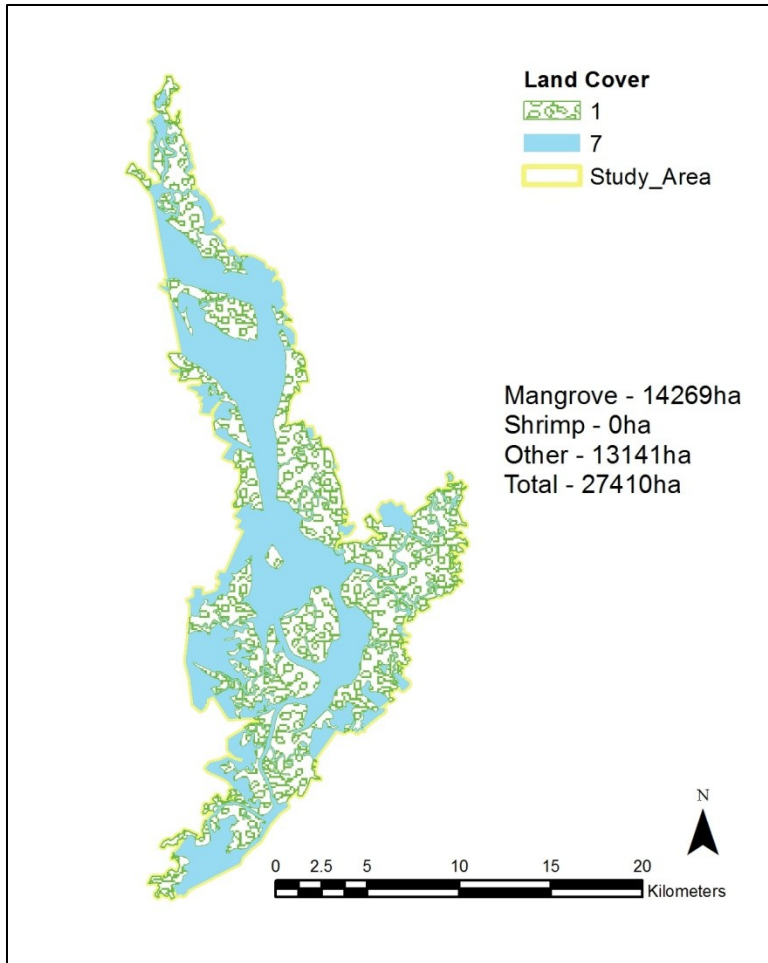 Land Cover
1
7
Study_Area
Mangrove - 14269ha
Shrimp - 0ha
Other - 13141ha
Total - 27410ha
N
0 2.5 5 10 15 20
Kilometers